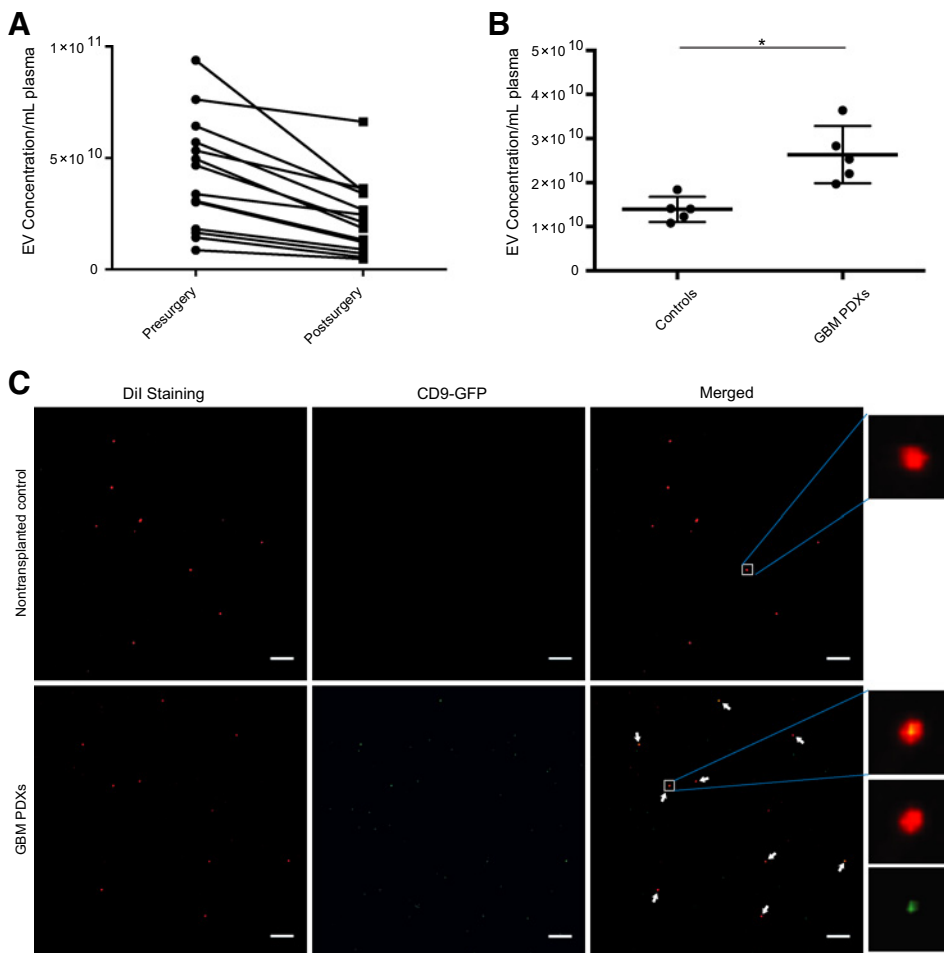 A
EV Concentration/mL plasma
1×10 11
5×10 10
0
Presurgery
Postsurgery
B
EV Concentration/mL plasma
*
5×10 10
4×10 10
3×10 10
2×10 10
1×10 10
0
Controls
GBM PDXs
C
DiI Staining
CD9-GFP
Merged
Nontransplanted control
GBM PDXs